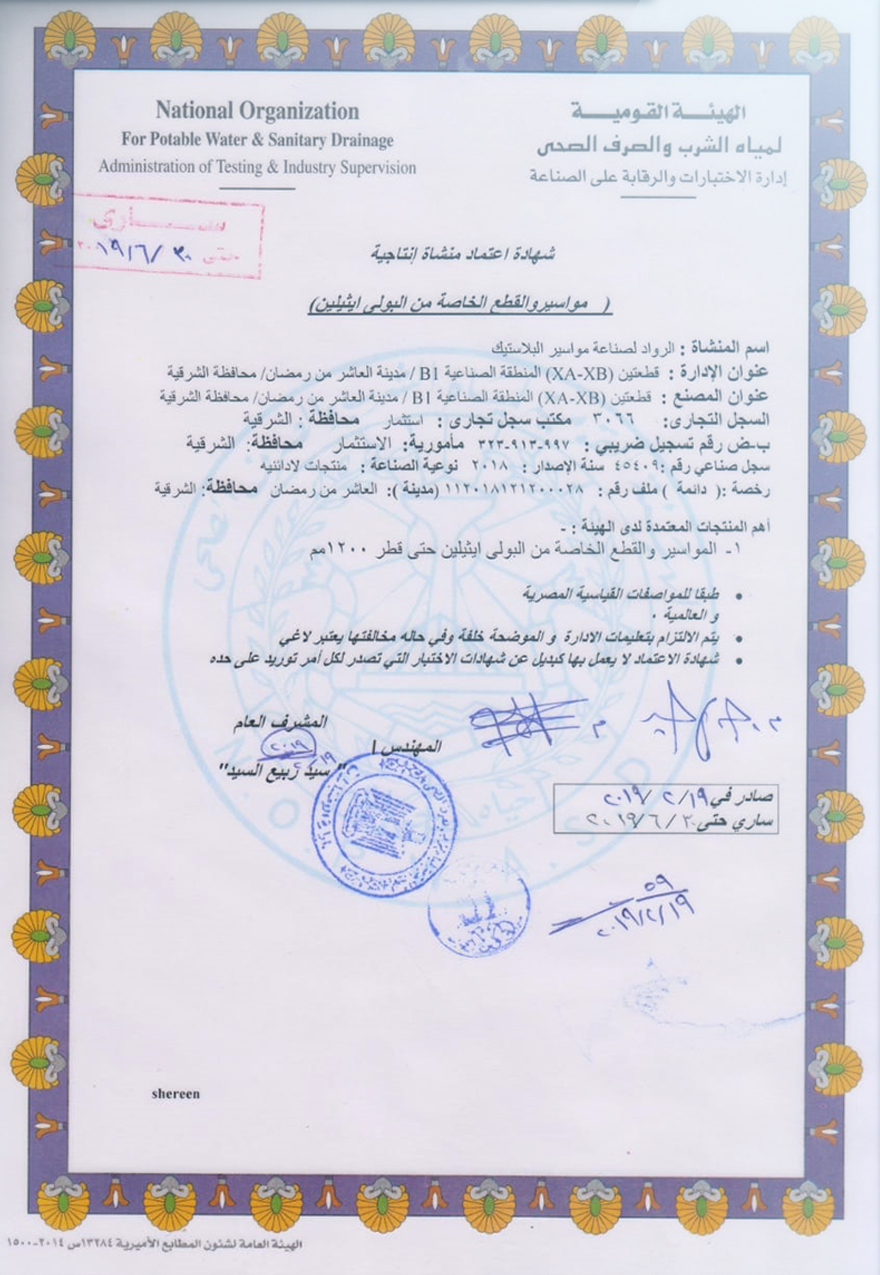 National Organization
For Potable Water & Sanitary Drainage
Administration of Testing & Industry Supervision
الهيئة القومية
لمياه الشرب والصرف الصحى
إدارة الاختبارات والرقابة على الصناعة
ســارى
حتى ٣٠/٦/٢٠١٩
شهادة اعتماد منشاة إنتاجية
( مواسيروالقطع الخاصة من البولى ايثيلين)
اسم المنشاة : الرواد لصناعة مواسير البلاستيك
عنوان الإدارة : قطعتين (XA-XB) المنطقة الصناعية B1 / مدينة العاشر من رمضان/ محافظة الشرقية
عنوان المصنع : قطعتين (XA-XB) المنطقة الصناعية B1 / مدينة العاشر من رمضان/ محافظة الشرقية
السجل التجارى: ٣٠٦٦ مكتب سجل تجارى : استثمار محافظة : الشرقية
ب-ض رقم تسجيل ضريبي : ٩٩٧-٩١٣-٣٢٣ مأمورية: الاستثمار محافظة: الشرقية
سجل صناعي رقم :٤٥٤٠٩ سنة الإصدار: ٢٠١٨ نوعية الصناعة : منتجات لادائنيه
رخصة :( دائمة ) ملف رقم : ١١٢٠١٨١٢١٢٠٠٠٢٨ (مدينة ): العاشر من رمضان محافظة: الشرقية
أهم المنتجات المعتمدة لدى الهيئة : -
١- المواسير والقطع الخاصة من البولى ايثيلين حتى قطر ١٢٠٠مم
• طبقا للمواصفات القياسية المصرية
و العالمية ٠
• يتم الالتزام بتعليمات الادارة و الموضحة خلفة وفي حاله مخالفتها يعتبر لاغي
• شهادة الاعتماد لا يعمل بها كبديل عن شهادات الاختبار التي تصدر لكل أمر توريد على حده
المشرف العام
المهندس ا
" سيد ربيع السيد"
صادر في ٢٠١٩/٢/١٩
ساري حتى ٢٠١٩/٦/٣٠
٥٩
٢٠١٩/٢/١٩
shereen
الهيئة العامة لشئون المطابع الأميرية ١٣٢٨٤س ٢٠١٤-١٥٠٠